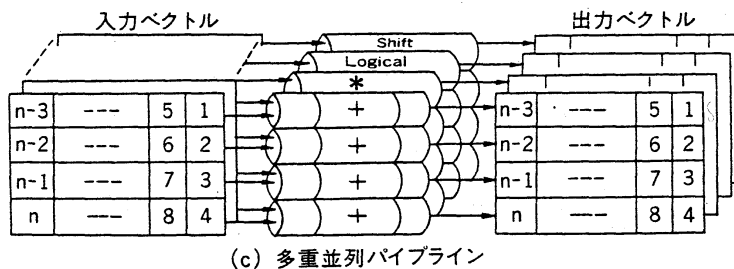 入力ベクトル
出力ベクトル
Shift
Logical
*
n-3 --- 5 1
+
n-3 --- 5 1
n-2 --- 6 2
+
n-2 --- 6 2
n-1 --- 7 3
+
n-1 --- 7 3
n --- 8 4
+
n --- 8 4
(c) 多重並列パイプライン